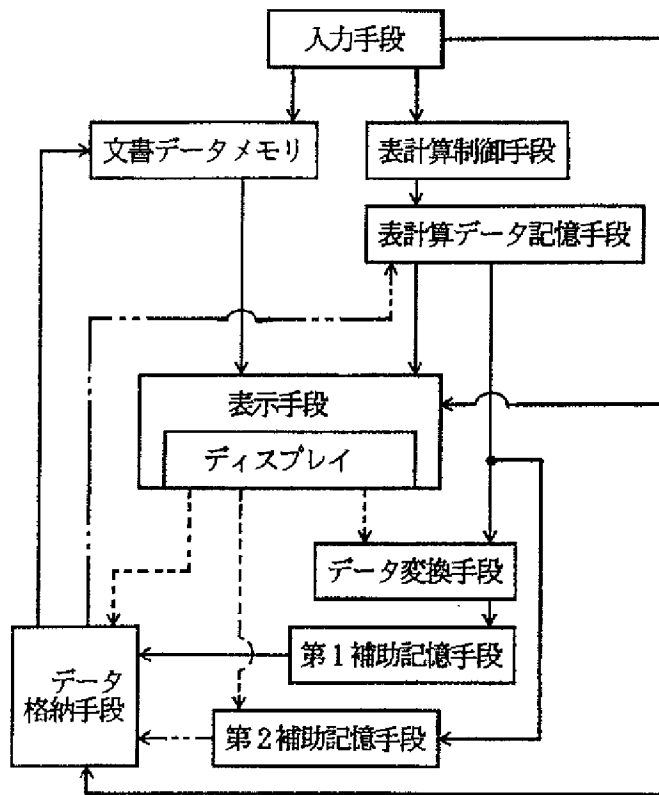 入力手段
文書データメモリ
表計算制御手段
表計算データ記憶手段
表示手段
ディスプレイ
データ変換手段
第1補助記憶手段
データ
格納手段
第2補助記憶手段